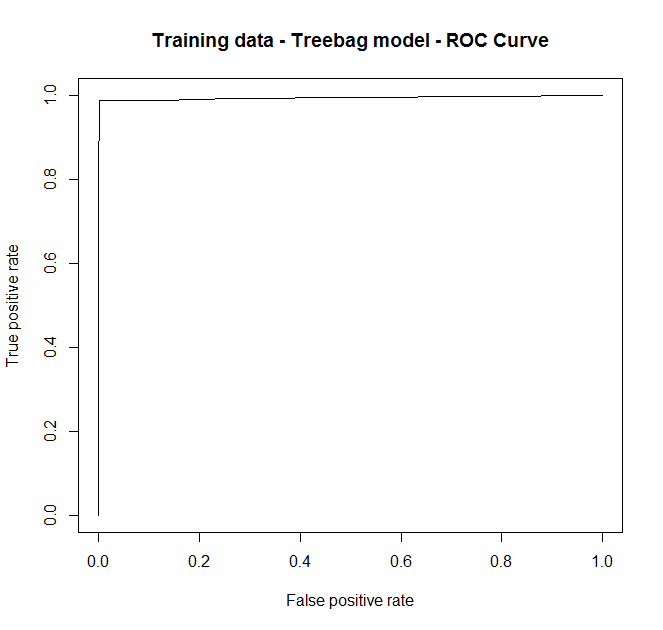 Training data - Treebag model - ROC Curve
True positive rate
1.0
0.8
0.6
0.4
0.2
0.0
0.0 0.2 0.4 0.6 0.8 1.0
False positive rate